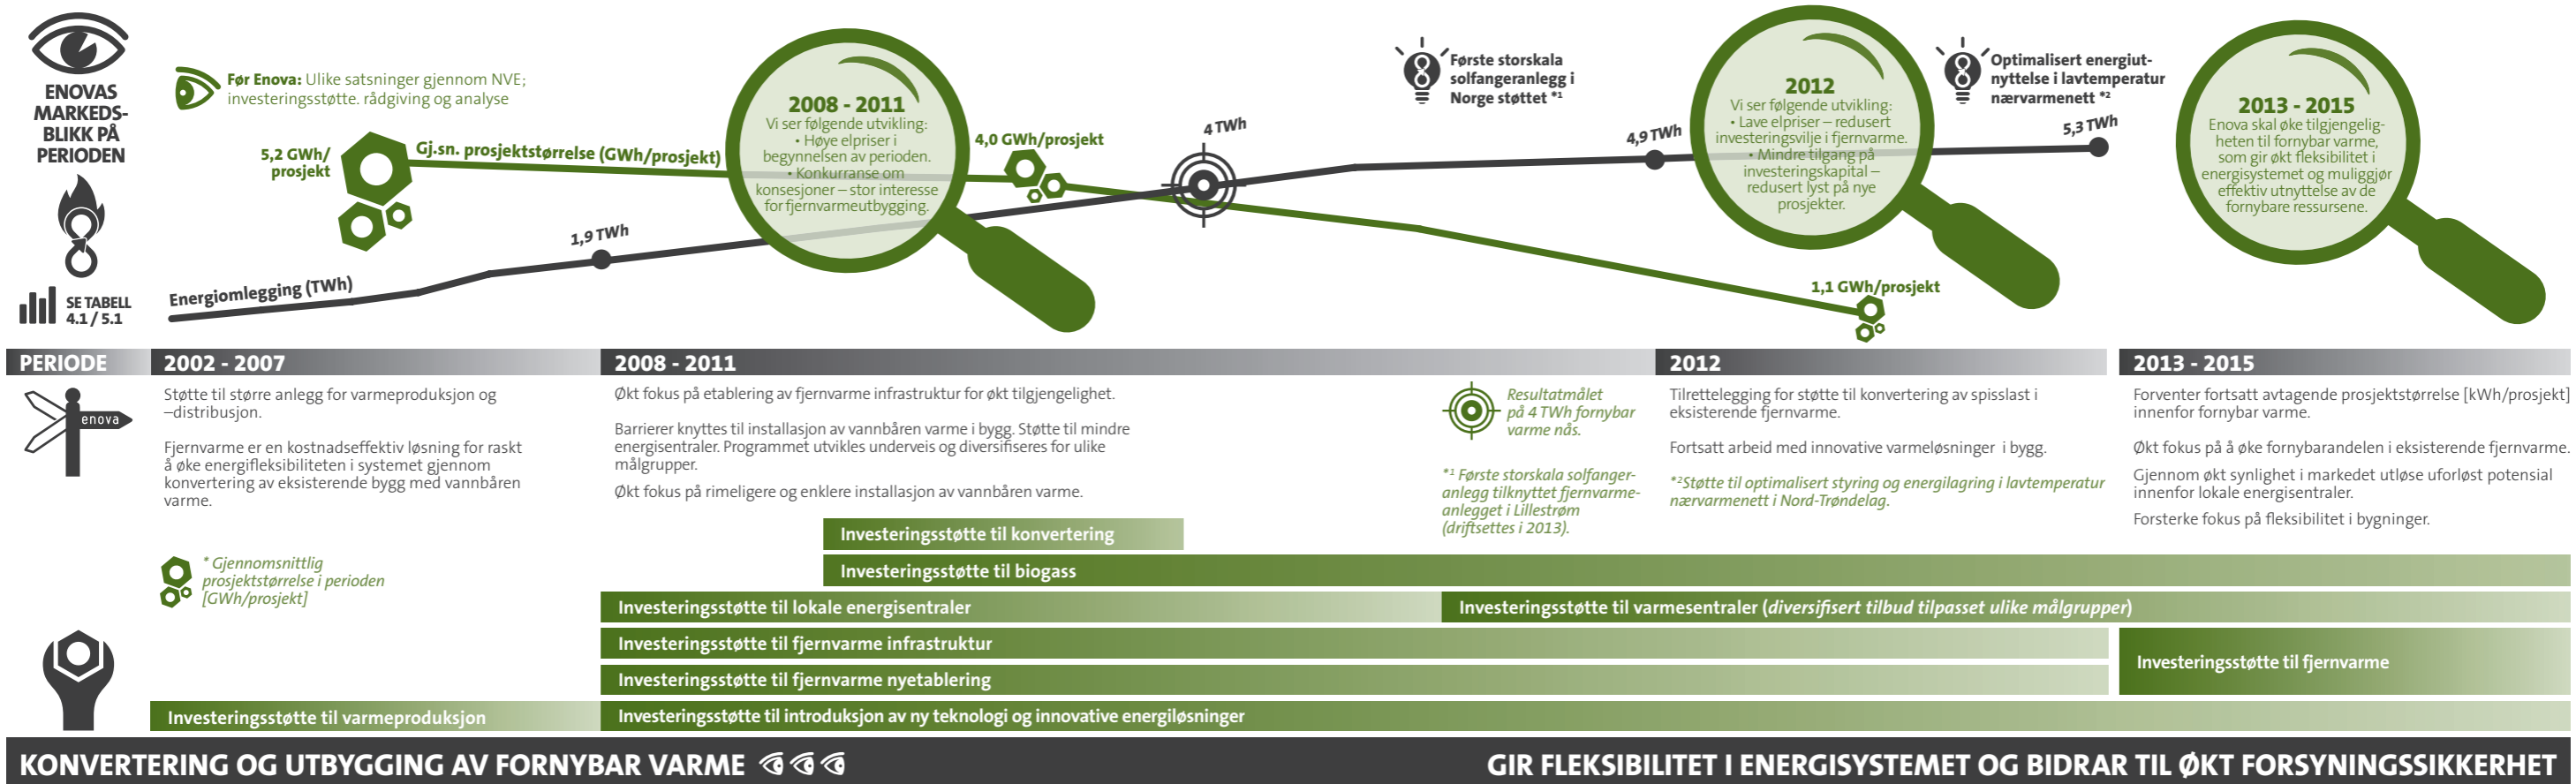 ENOVAS
MARKEDS-
BLIKK PÅ
PERIODEN
SE TABELL
4.1 / 5.1
Før Enova: Ulike satsninger gjennom NVE;
investeringsstøtte. rådgiving og analyse
5,2 GWh/
prosjekt
Gj.sn. prosjektstørrelse (GWh/prosjekt)
Energiomlegging (TWh)
1,9 TWh
2008 - 2011
Vi ser følgende utvikling:
• Høye elpriser i
begynnelsen av perioden.
• Konkurranse om
konsesjoner – stor interesse
for fjernvarmeutbygging.
4,0 GWh/prosjekt
4 TWh
Første storskala
solfangeranlegg i
Norge støttet *1
4,9 TWh
2012
Vi ser følgende utvikling:
• Lave elpriser – redusert
investeringsvilje i fjernvarme.
• Mindre tilgang på
investeringskapital –
redusert lyst på nye
prosjekter.
1,1 GWh/prosjekt
Optimalisert energiut-
nyttelse i lavtemperatur
nærvarmenett *2
5,3 TWh
2013 - 2015
Enova skal øke tilgjengelig-
heten til fornybar varme,
som gir økt fleksibilitet i
energisystemet og muliggjør
effektiv utnyttelse av de
fornybare ressursene.
PERIODE
enova
2002 - 2007
Støtte til større anlegg for varmeproduksjon og
–distribusjon.
Fjernvarme er en kostnadseffektiv løsning for raskt
å øke energifleksibiliteten i systemet gjennom
konvertering av eksisterende bygg med vannbåren
varme.
* Gjennomsnittlig
prosjektstørrelse i perioden
[GWh/prosjekt]
2008 - 2011
Økt fokus på etablering av fjernvarme infrastruktur for økt tilgjengelighet.
Barrierer knyttes til installasjon av vannbåren varme i bygg. Støtte til mindre
energisentraler. Programmet utvikles underveis og diversifiseres for ulike
målgrupper.
Økt fokus på rimeligere og enklere installasjon av vannbåren varme.
Resultatmålet
på 4 TWh fornybar
varme nås.
*1 Første storskala solfanger-
anlegg tilknyttet fjernvarme-
anlegget i Lillestrøm
(driftsettes i 2013).
2012
Tilrettelegging for støtte til konvertering av spisslast i
eksisterende fjernvarme.
Fortsatt arbeid med innovative varmeløsninger i bygg.
*2Støtte til optimalisert styring og energilagring i lavtemperatur
nærvarmenett i Nord-Trøndelag.
2013 - 2015
Forventer fortsatt avtagende prosjektstørrelse [kWh/prosjekt]
innenfor fornybar varme.
Økt fokus på å øke fornybarandelen i eksisterende fjernvarme.
Gjennom økt synlighet i markedet utløse uforløst potensial
innenfor lokale energisentraler.
Forsterke fokus på fleksibilitet i bygninger.
Investeringsstøtte til konvertering
Investeringsstøtte til biogass
Investeringsstøtte til lokale energisentraler
Investeringsstøtte til varmesentraler (diversifisert tilbud tilpasset ulike målgrupper)
Investeringsstøtte til fjernvarme infrastruktur
Investeringsstøtte til fjernvarme nyetablering
Investeringsstøtte til fjernvarme
Investeringsstøtte til varmeproduksjon
Investeringsstøtte til introduksjon av ny teknologi og innovative energiløsninger
KONVERTERING OG UTBYGGING AV FORNYBAR VARME
GIR FLEKSIBILITET I ENERGISYSTEMET OG BIDRAR TIL ØKT FORSYNINGSSIKKERHET